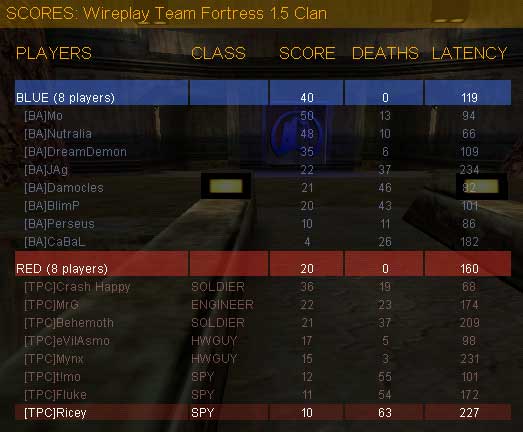 SCORES: Wireplay Team Fortress 1.5 Clan
PLAYERS CLASS SCORE DEATHS LATENCY
BLUE (8 players) 40 0 119
[BA]Mo 50 13 94
[BA]Nutralia 48 10 66
[BA]DreamDemon 35 6 109
[BA]JAg 22 37 234
[BA]Damocles 21 46 82
[BA]BlimP 20 43 101
[BA]Perseus 10 11 86
[BA]CaBaL 4 26 182
RED (8 players) 20 0 160
[TPC]Crash Happy SOLDIER 36 19 68
[TPC]MrG ENGINEER 22 23 174
[TPC]Behemoth SOLDIER 21 37 209
[TPC]eVilAsmo HWGUY 17 5 98
[TPC]Mynx HWGUY 15 3 231
[TPC]t!mo SPY 12 55 101
[TPC]Fluke SPY 11 54 172
[TPC]Ricey SPY 10 63 227